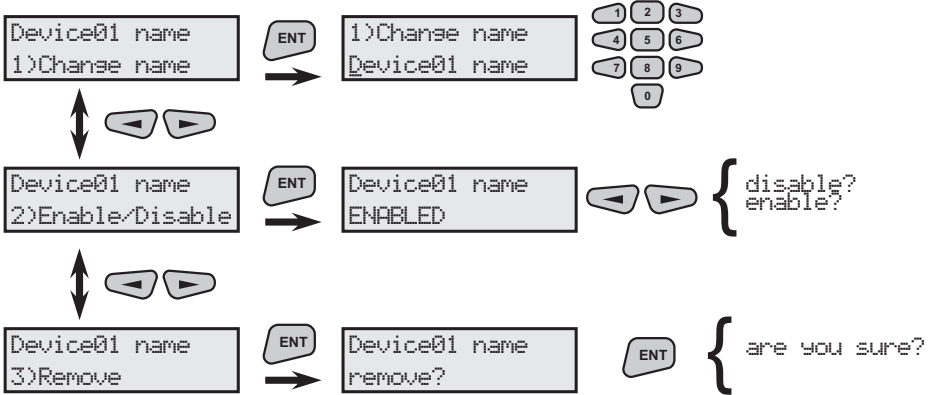 Device01 name
1)Change name
ENT
1)Change name
Device01 name
1 2 3
4 5 6
7 8 9
0
Device01 name
2)Enable/Disable
ENT
Device01 name
ENABLED
disable?
enable?
Device01 name
3)Remove
ENT
Device01 name
remove?
ENT
are you sure?